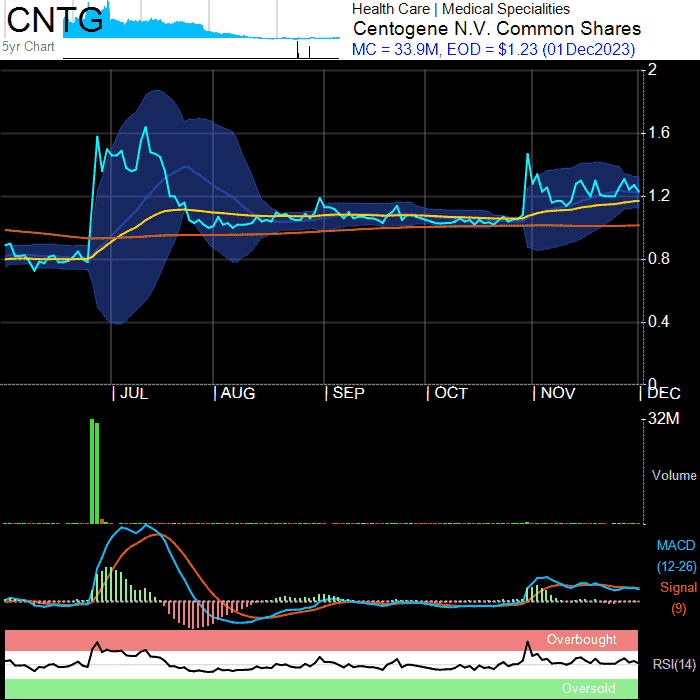 CNTG
5yr Chart
Health Care | Medical Specialities
Centogene N.V. Common Shares
MC = 33.9M, EOD = $1.23 (01Dec2023)
2
1.6
1.2
0.8
0.4
0
JUL AUG SEP OCT NOV DEC
32M
Volume
MACD
(12-26)
Signal
(9)
Overbought
RSI(14)
Oversold